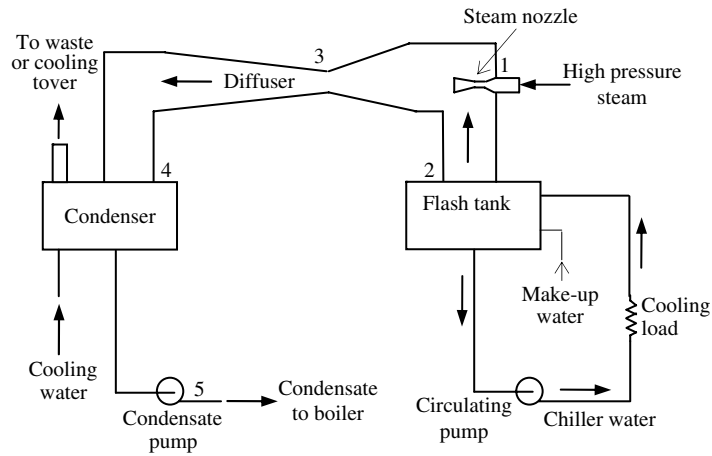 Steam nozzle
To waste
or cooling
tover
3
1
Diffuser
High pressure
steam
4
2
Condenser
Flash tank
Make-up
water
Cooling
load
Cooling
water
5
Condensate
pump
Condensate
to boiler
Circulating
pump
Chiller water